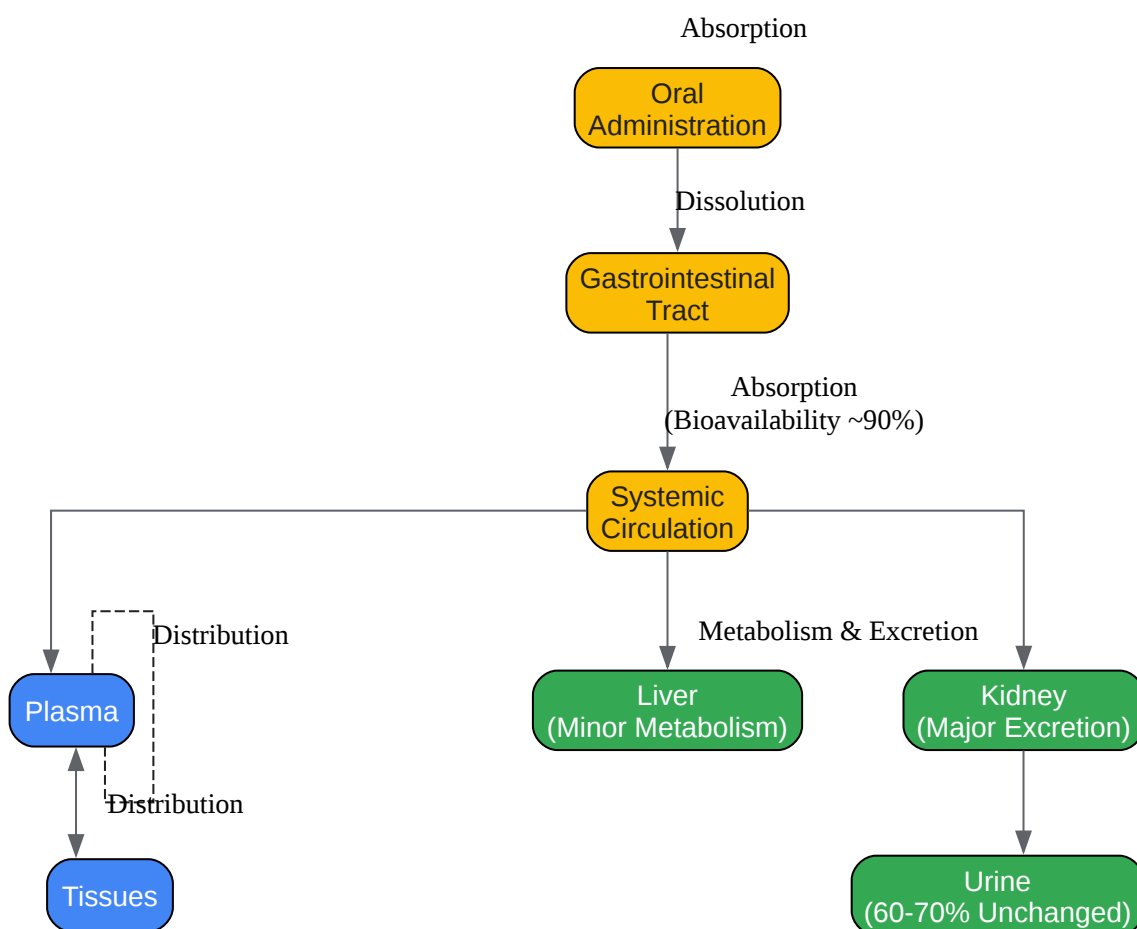 Absorption
Oral
Administration
Dissolution
Gastrointestinal
Tract
Absorption
(Bioavailability ~90%)
Systemic
Circulation
Distribution
Metabolism & Excretion
Plasma
Liver
(Minor Metabolism)
Kidney
(Major Excretion)
Distribution
Tissues
Urine
(60-70% Unchanged)